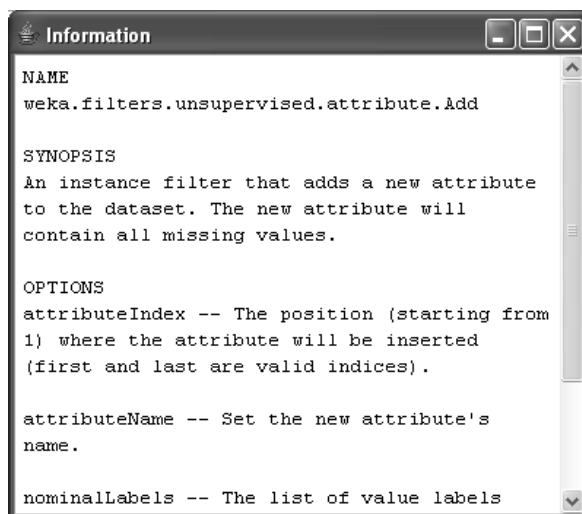 Information
NAME
weka.filters.unsupervised.attribute.Add
SYNOPSIS
An instance filter that adds a new attribute
to the dataset. The new attribute will
contain all missing values.
OPTIONS
attributeIndex -- The position (starting from
1) where the attribute will be inserted
(first and last are valid indices).
attributeName -- Set the new attribute's
name.
nominalLabels -- The list of value labels